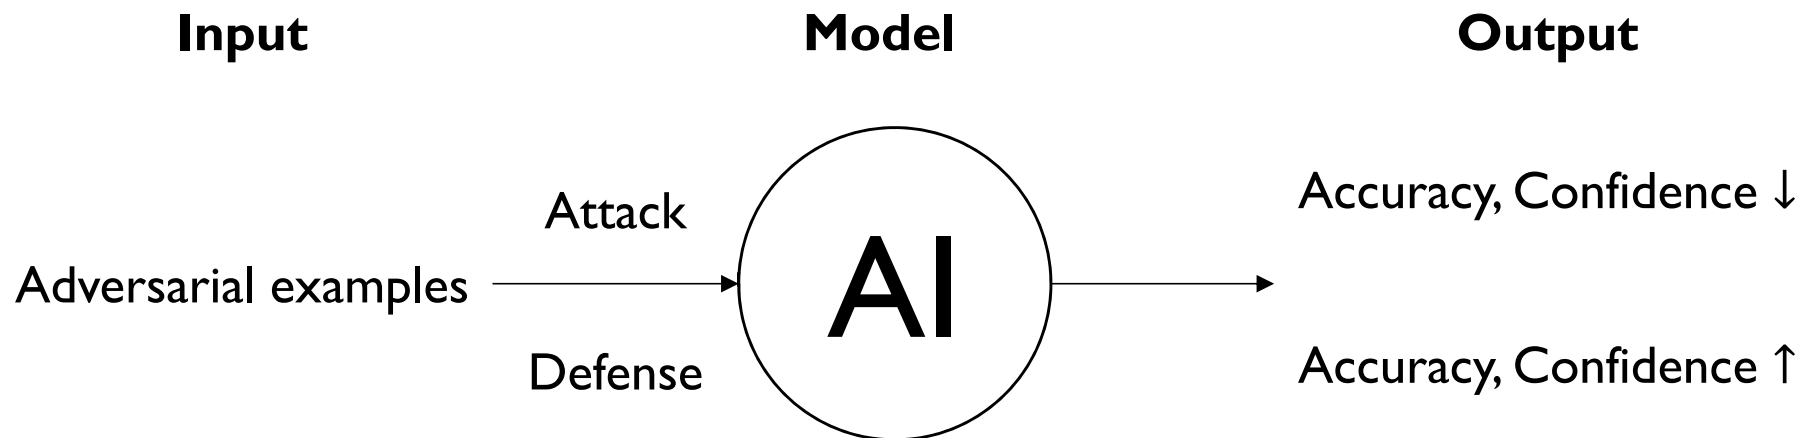 Input
Model
Output
Attack
Accuracy, Confidence ↓
Adversarial examples
AI
Defense
Accuracy, Confidence ↑